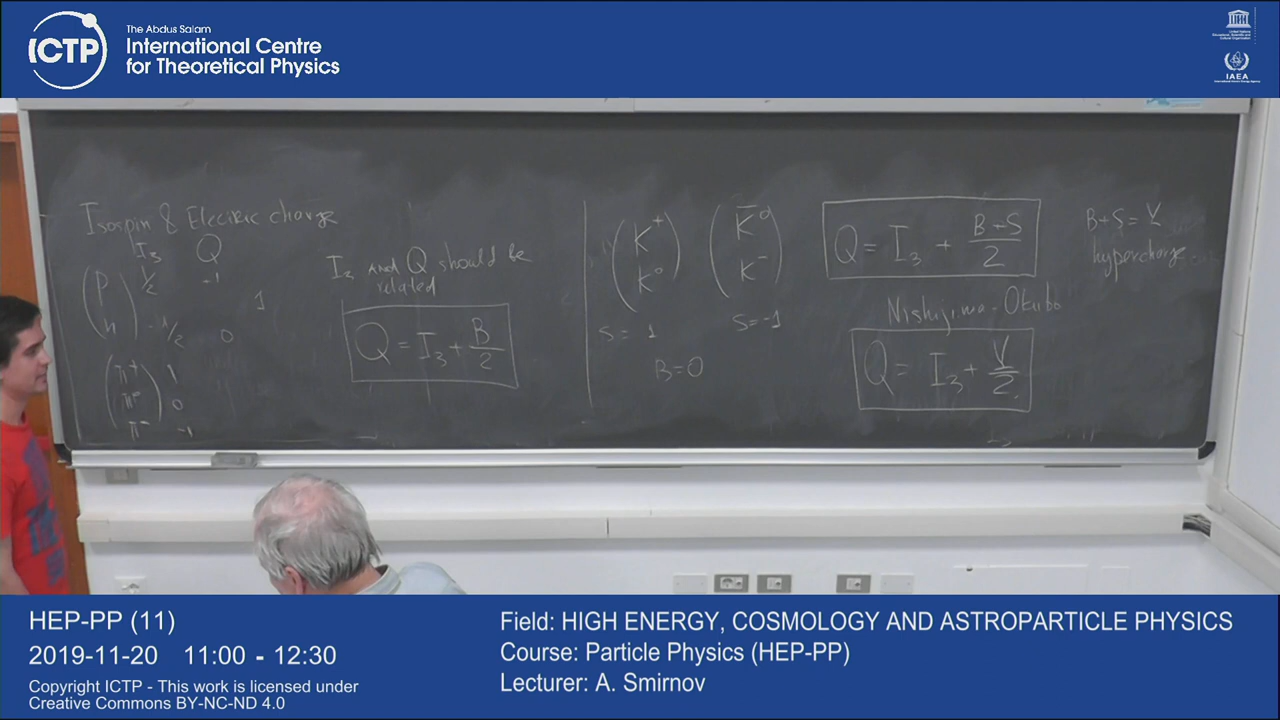 The Abdus Salam
ICTP International Centre
for Theoretical Physics
IAEA
Isospin & Electric charge
I₃ Q
(p 1/2 1
n) -1/2 0
1
(π⁺ 1
π⁰ 0
π⁻) -1
I₃ and Q should be
related
Q = I₃ + B/2
(K⁺ K⁰) (K̄⁰ K⁻)
S = 1 S=-1
B=0
Q = I₃ + B+S/2
Nishijima-Okubo
Q = I₃ + Y/2
B+S = Y
hypercharge
HEP-PP (11)
2019-11-20 11:00 - 12:30
Copyright ICTP - This work is licensed under
Creative Commons BY-NC-ND 4.0
Field: HIGH ENERGY, COSMOLOGY AND ASTROPARTICLE PHYSICS
Course: Particle Physics (HEP-PP)
Lecturer: A. Smirnov